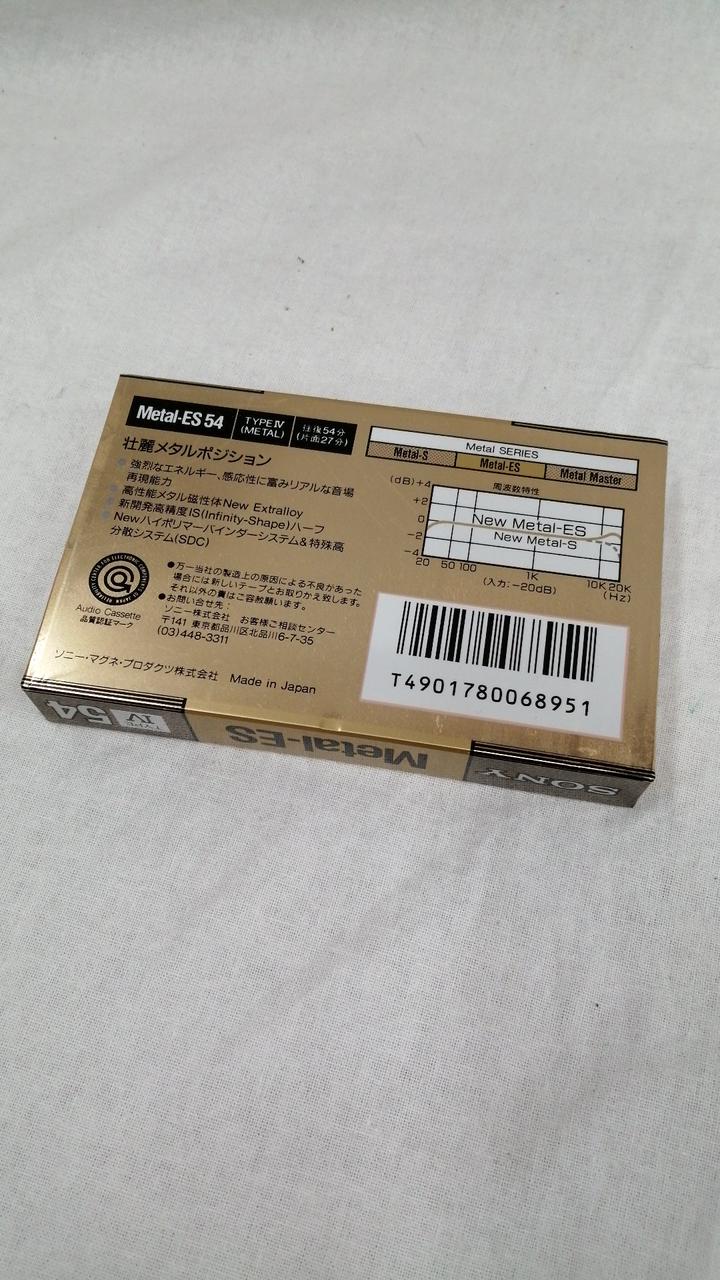 Metal-ES 54
TYPE IV
(METAL)
往復54分
(片面27分)
壮麗メタルポジション
強烈なエネルギー、感応性に富みリアルな音場
再現能力
高性能メタル磁性体New Extralloy
新開発高精度IS(Infinity-Shape)ハーフ
Newハイポリマーバインダーシステム&特殊高
分散システム(SDC)
Metal SERIES
Metal-S
Metal-ES
Metal Master
周波数特性
(dB)+4
+2
0
−2
−4
New Metal-ES
New Metal-S
20 50 100 1K 10K 20K
(入力:−20dB)
(Hz)
Audio Cassette
品質認証マーク
●万一当社の製造上の原因による不良があった
場合には新しいテープとお取りかえ致します。
それ以外の責はご容赦願います。
●お問い合せ先:
ソニー株式会社 お客様ご相談センター
〒141 東京都品川区北品川6-7-35
(03)448-3311
T4901780068951
ソニー・マグネ・プロダクツ株式会社 Made in Japan
SONY
Metal-ES
TYPE
IV
54